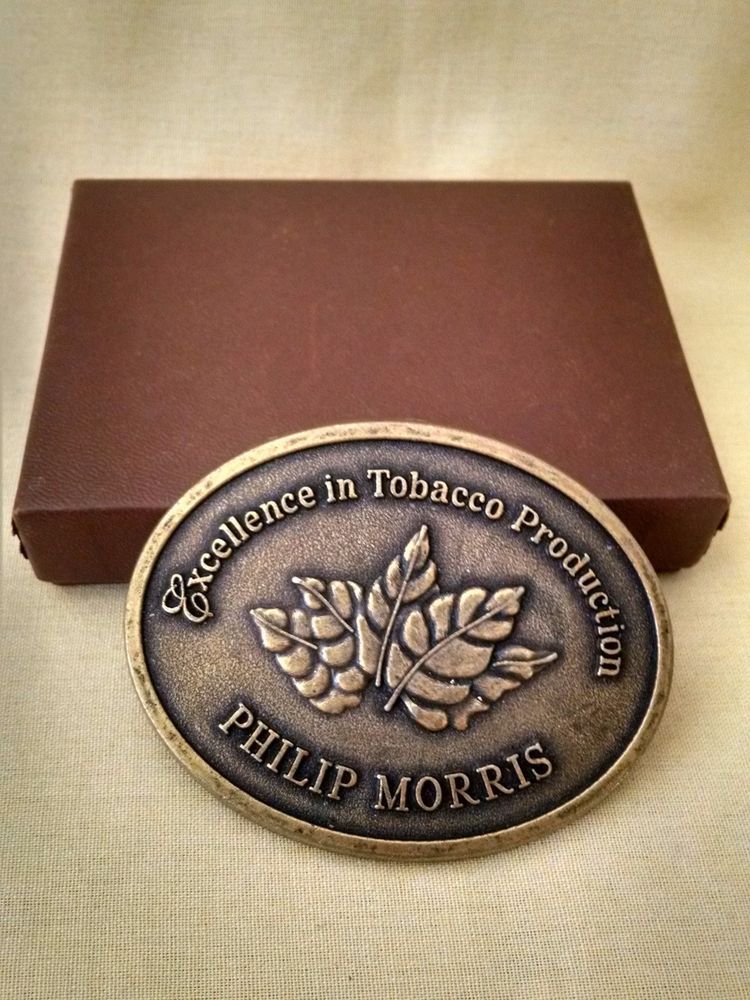 Excellence in Tobacco Production
PHILIP MORRIS